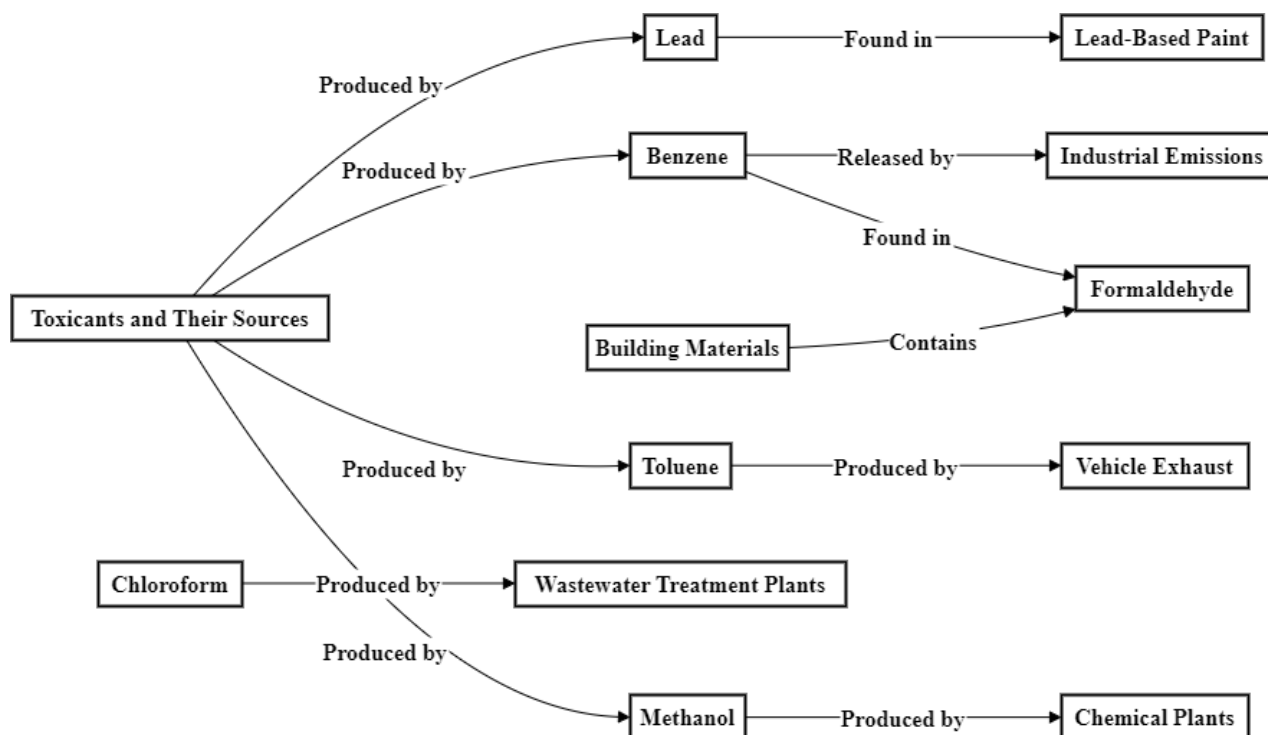 Lead
Found in
Lead-Based Paint
Produced by
Benzene
Released by
Industrial Emissions
Produced by
Found in
Formaldehyde
Toxicants and Their Sources
Building Materials
Contains
Produced by
Toluene
Produced by
Vehicle Exhaust
Chloroform
Produced by
Wastewater Treatment Plants
Produced by
Methanol
Produced by
Chemical Plants